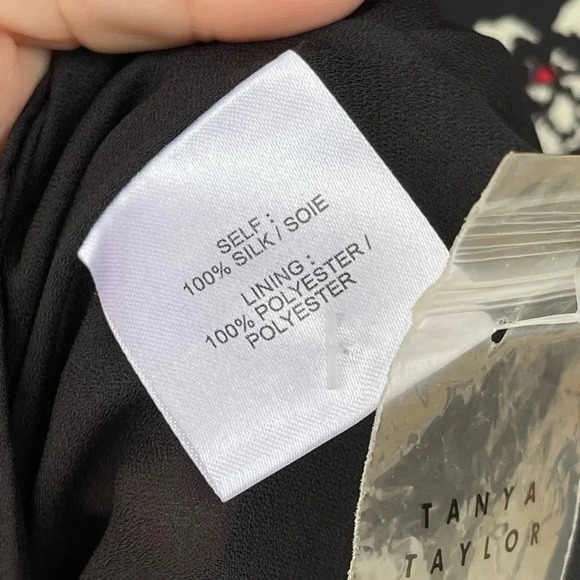 SELF :
100% SILK / SOIE
LINING :
100% POLYESTER /
POLYESTER
TANYA
TAYLOR